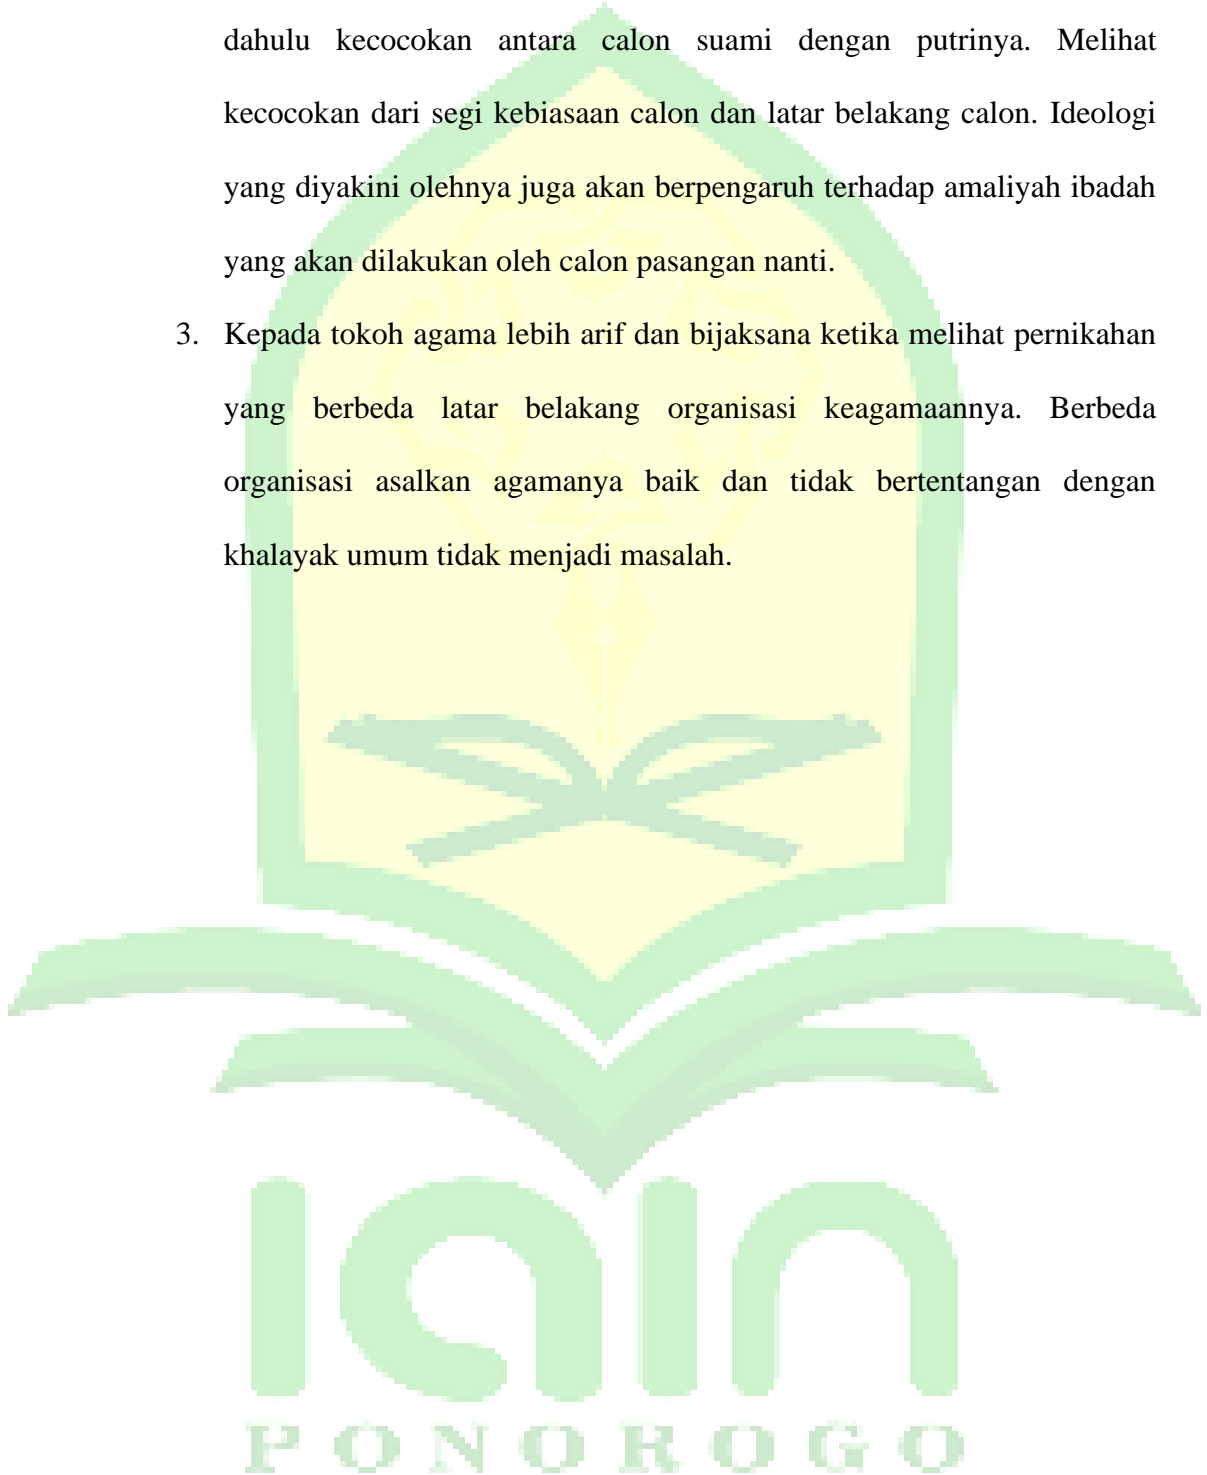 dahulu kecocokan antara calon suami dengan putrinya. Melihat
kecocokan dari segi kebiasaan calon dan latar belakang calon. Ideologi
yang diyakini olehnya juga akan berpengaruh terhadap amaliyah ibadah
yang akan dilakukan oleh calon pasangan nanti.
3. Kepada tokoh agama lebih arif dan bijaksana ketika melihat pernikahan
yang berbeda latar belakang organisasi keagamaannya. Berbeda
organisasi asalkan agamanya baik dan tidak bertentangan dengan
khalayak umum tidak menjadi masalah.
iain
PONOROGO